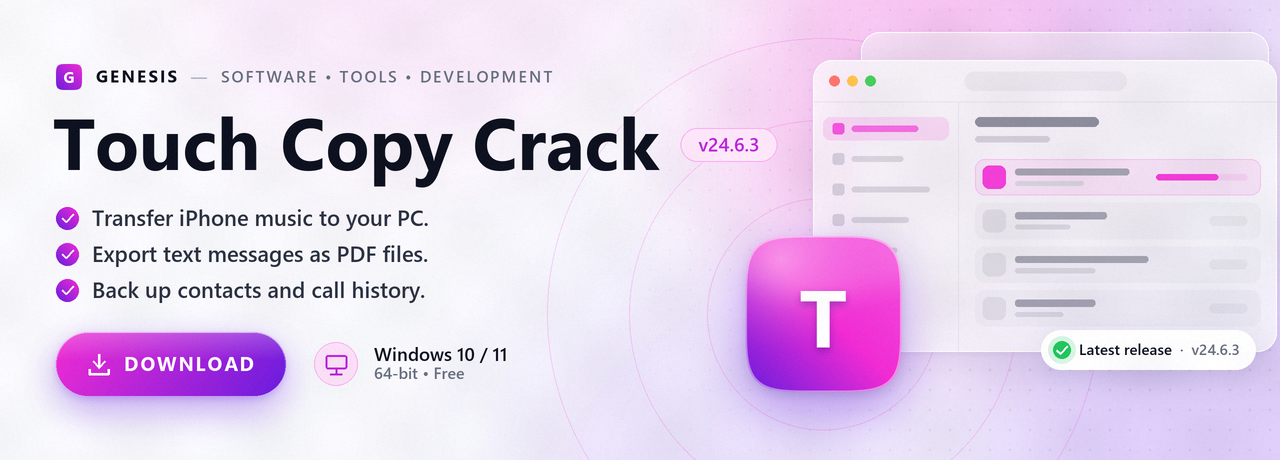 G GENESIS — SOFTWARE • TOOLS • DEVELOPMENT
Touch Copy Crack v24.6.3
Transfer iPhone music to your PC.
Export text messages as PDF files.
Back up contacts and call history.
DOWNLOAD
Windows 10 / 11
64-bit • Free
T
Latest release · v24.6.3